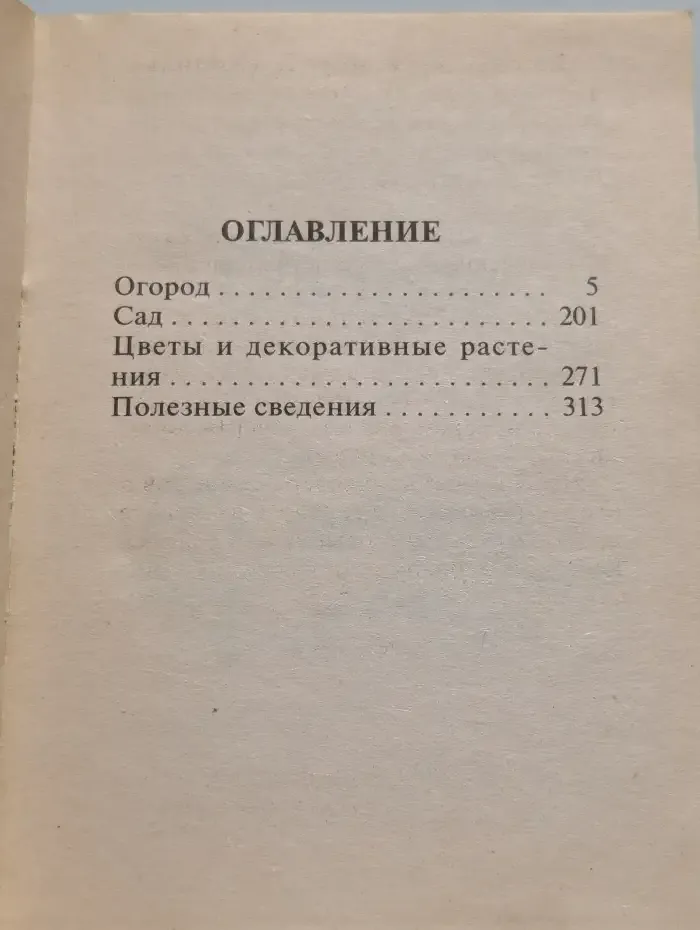 ОГЛАВЛЕНИЕ
Огород . . . . . . . . . . . . . . . . . . . . . . . . 5
Сад . . . . . . . . . . . . . . . . . . . . . . . . . . 201
Цветы и декоративные расте-
ния . . . . . . . . . . . . . . . . . . . . . . . . . . 271
Полезные сведения . . . . . . . . . . . 313